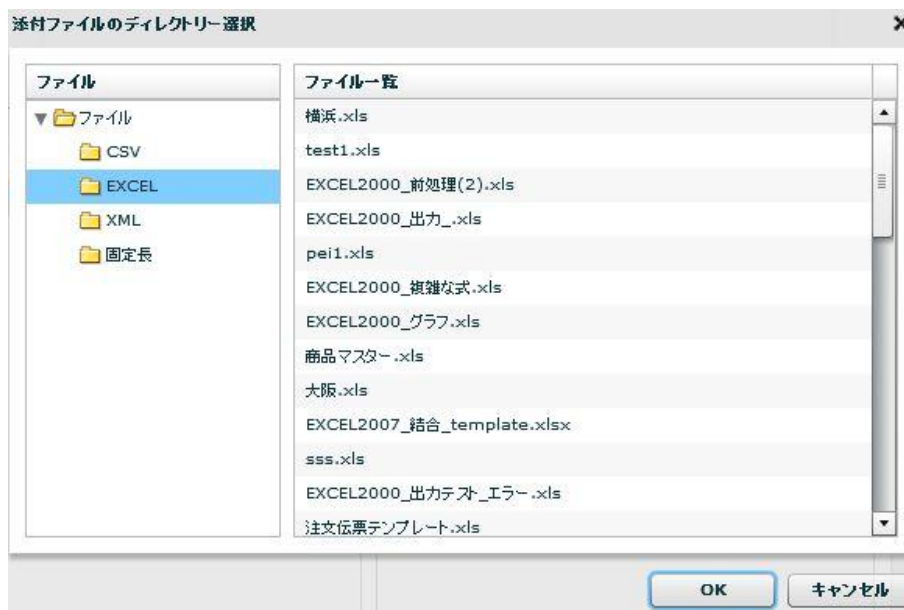 添付ファイルのディレクトリー選択
ファイル
ファイル
CSV
EXCEL
XML
固定長
ファイル一覧
横浜.xls
test1.xls
EXCEL2000_前処理(2).xls
EXCEL2000_出力_.xls
pei1.xls
EXCEL2000_複雑な式.xls
EXCEL2000_グラフ.xls
商品マスター.xls
大阪.xls
EXCEL2007_結合_template.xlsx
sss.xls
EXCEL2000_出力テスト_エラー.xls
注文伝票テンプレート.xls
OK
キャンセル